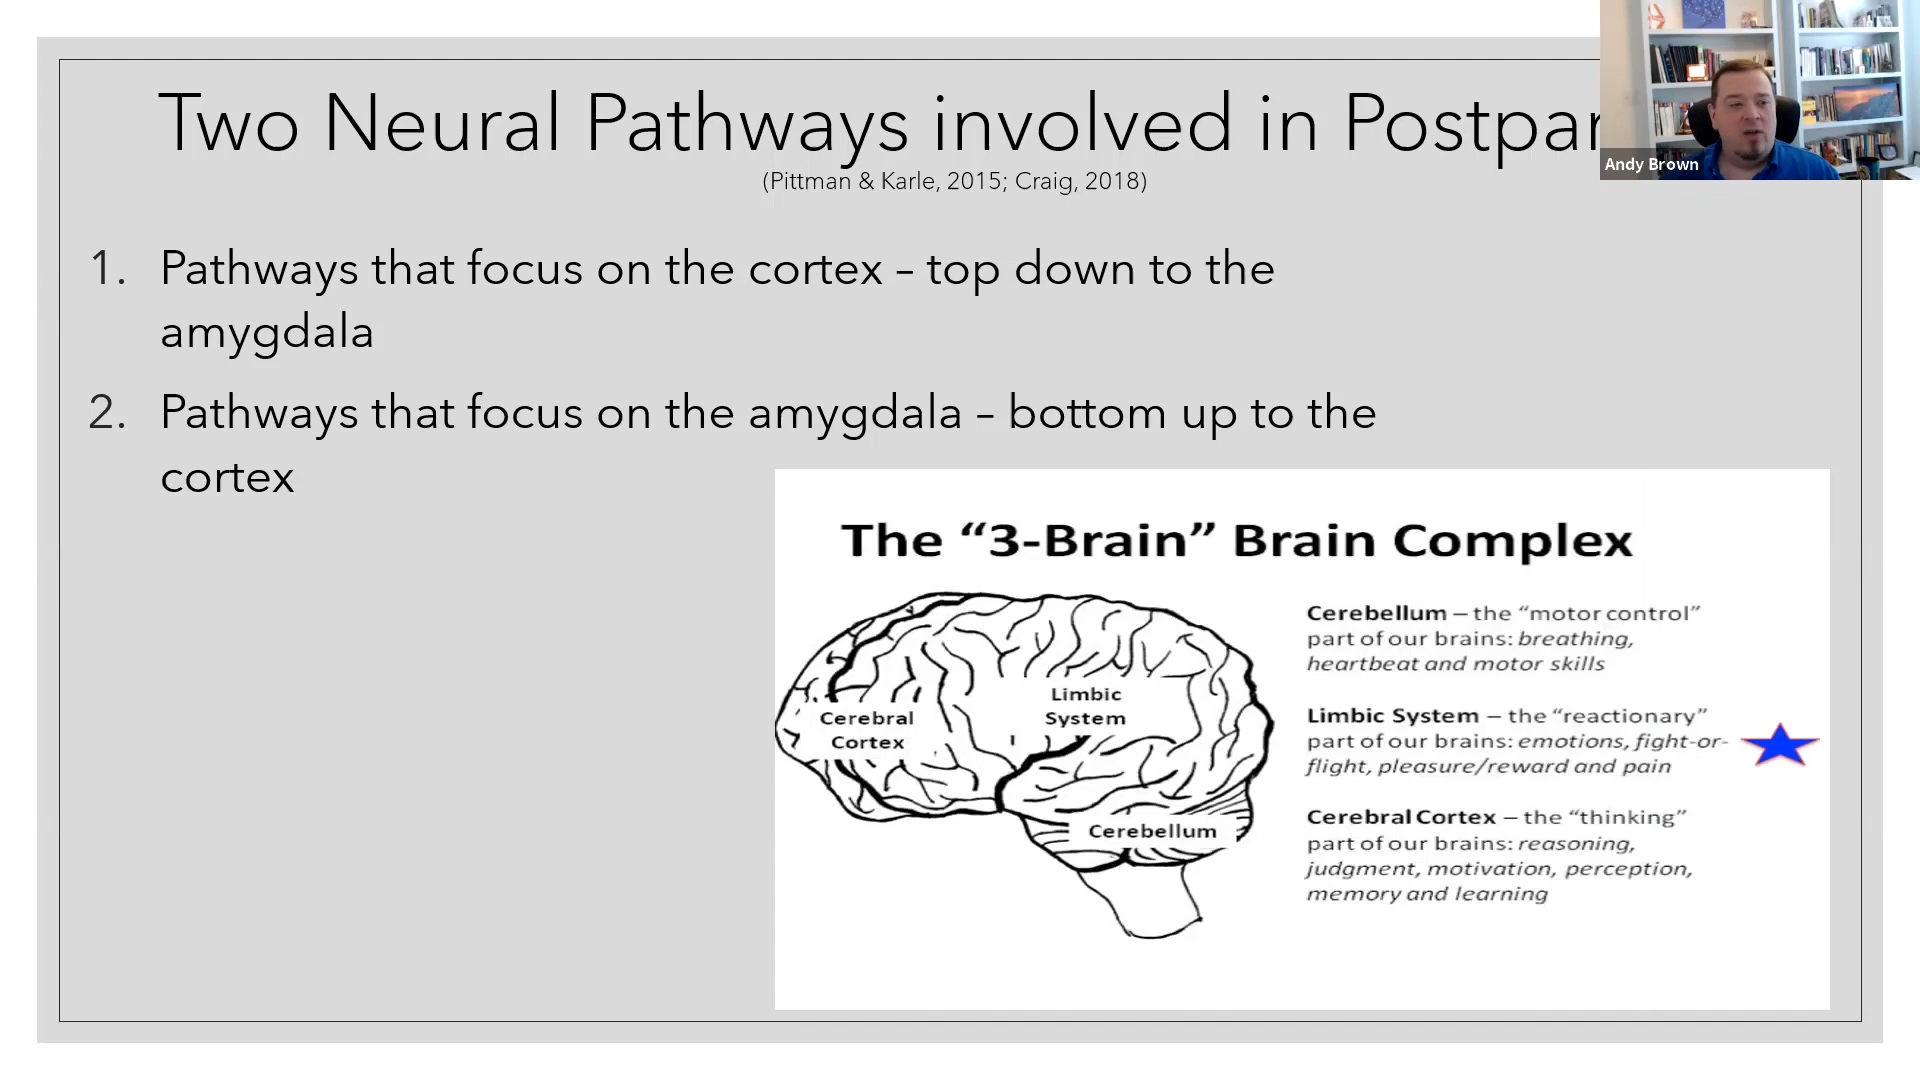 Two Neural Pathways involved in Postpar
(Pittman & Karle, 2015; Craig, 2018)
Andy Brown
1. Pathways that focus on the cortex – top down to the
amygdala
2. Pathways that focus on the amygdala – bottom up to the
cortex
The “3-Brain” Brain Complex
Cerebral
Cortex
Limbic
System
Cerebellum
Cerebellum – the “motor control”
part of our brains: breathing,
heartbeat and motor skills
Limbic System – the “reactionary”
part of our brains: emotions, fight-or-
flight, pleasure/reward and pain
Cerebral Cortex – the “thinking”
part of our brains: reasoning,
judgment, motivation, perception,
memory and learning